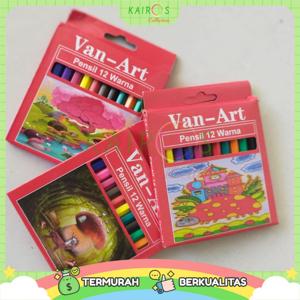 KAIROS
Collection
Van-Art
Pensil 12 Warna
Van-Art
Pensil 12 Warna
Van-Art
Pensil 12 Warna
TERMURAH
BERKUALITAS